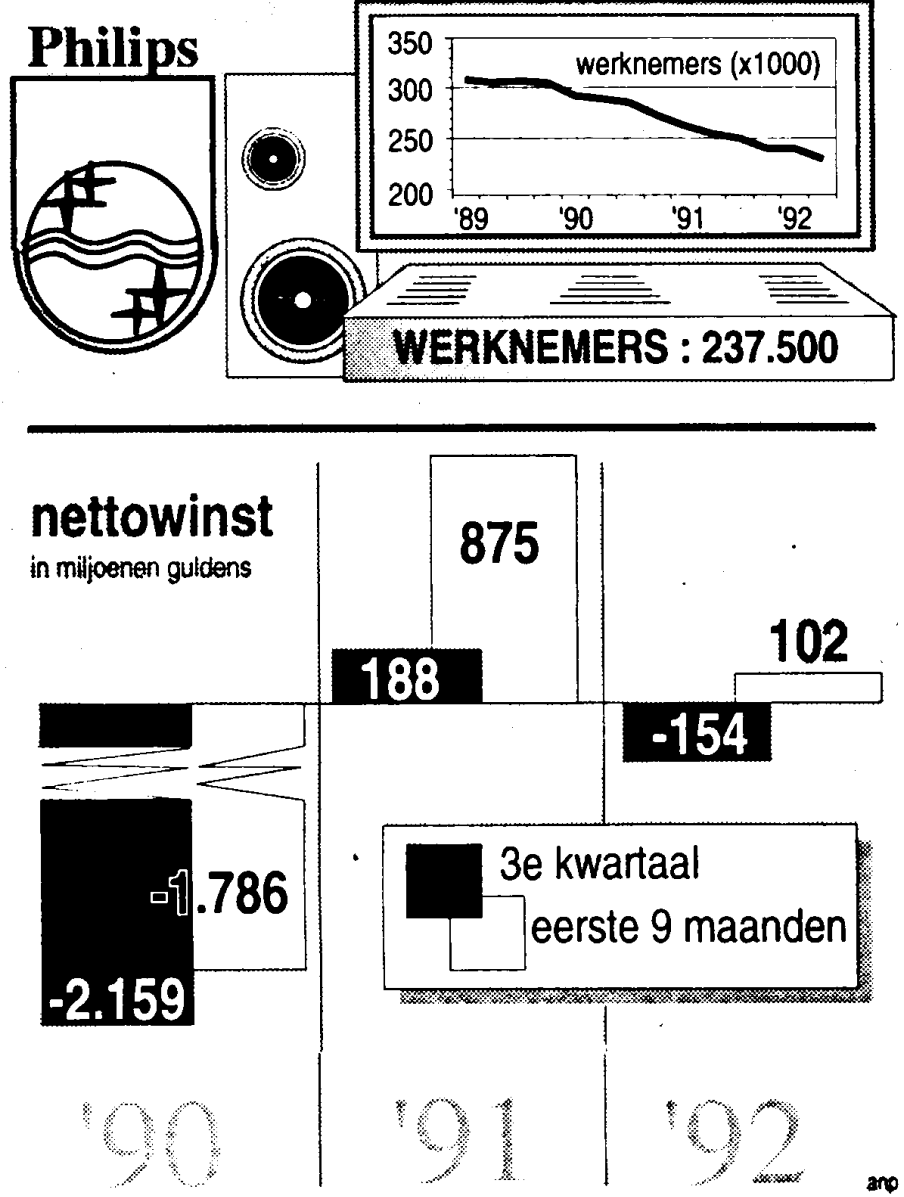 Philips
350
werknemers (x1000)
300
250
200
'89 '90 '91 '92
WERKNEMERS : 237.500
nettowinst
in miljoenen guldens
875
188
102
-154
-1.786
-2.159
3e kwartaal
eerste 9 maanden
'90 '91 '92
anp